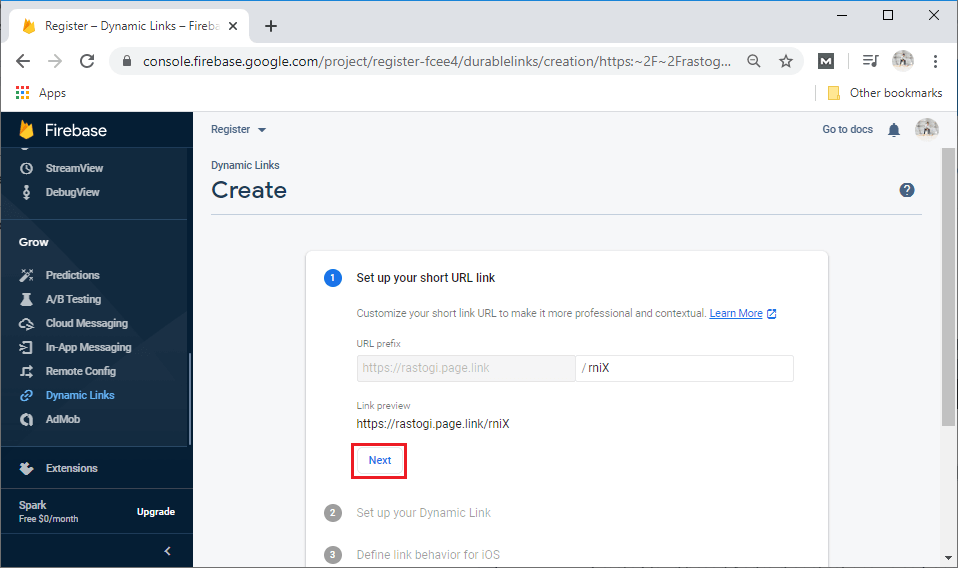 Register – Dynamic Links – Fireba
console.firebase.google.com/project/register-fcee4/durablelinks/creation/https:~2F~2Frastog...
M
Apps
Other bookmarks
Firebase
Register
Go to docs
StreamView
DebugView
Grow
Predictions
A/B Testing
Cloud Messaging
In-App Messaging
Remote Config
Dynamic Links
AdMob
Extensions
Spark
Free $0/month
Upgrade
Dynamic Links
Create
1 Set up your short URL link
Customize your short link URL to make it more professional and contextual. Learn More
URL prefix
https://rastogi.page.link / rniX
Link preview
https://rastogi.page.link/rniX
Next
2 Set up your Dynamic Link
3 Define link behavior for iOS